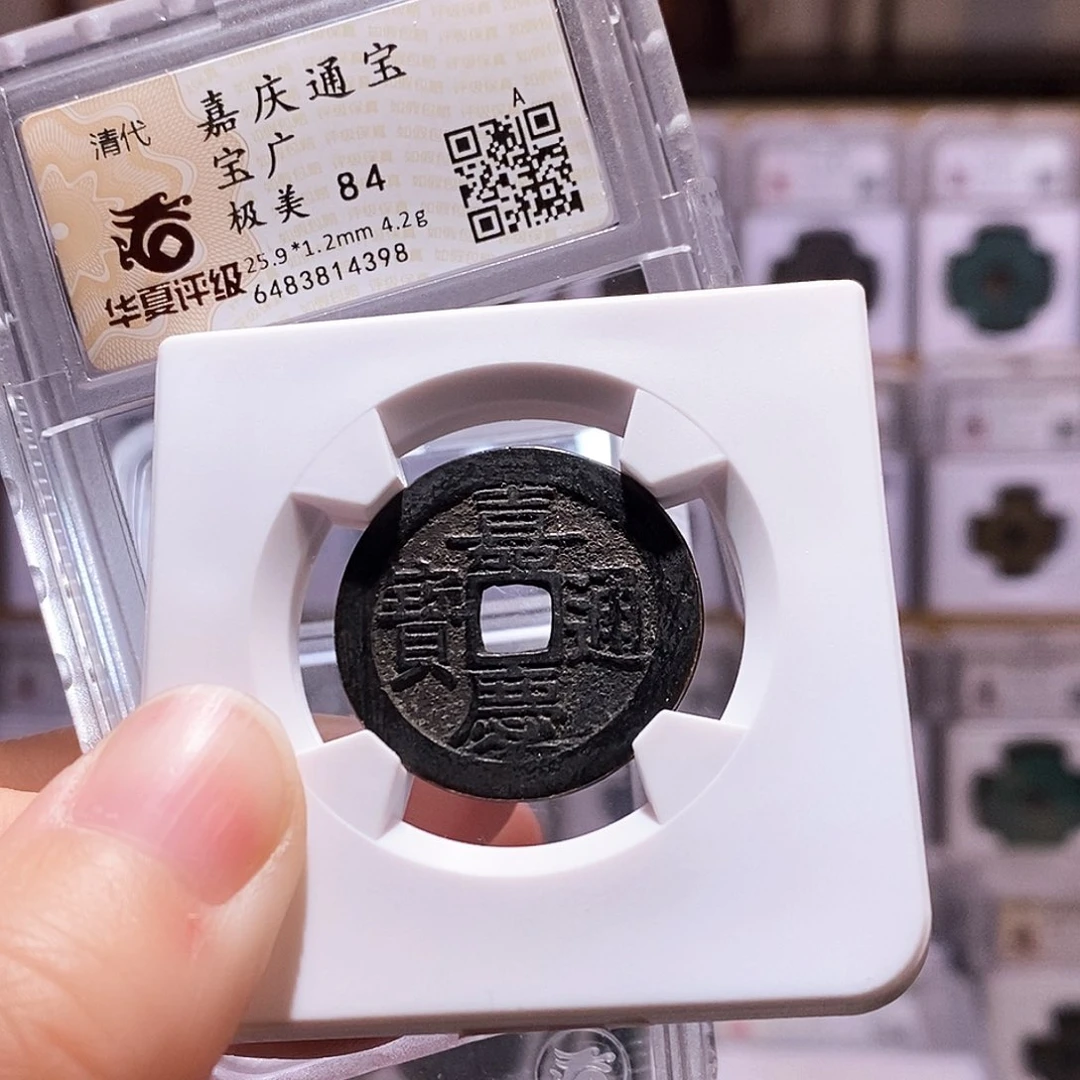 清代
嘉庆通宝
宝广
极美 84
25.9*1.2mm 4.2g
6483814398
华夏评级
A
嘉慶通寶